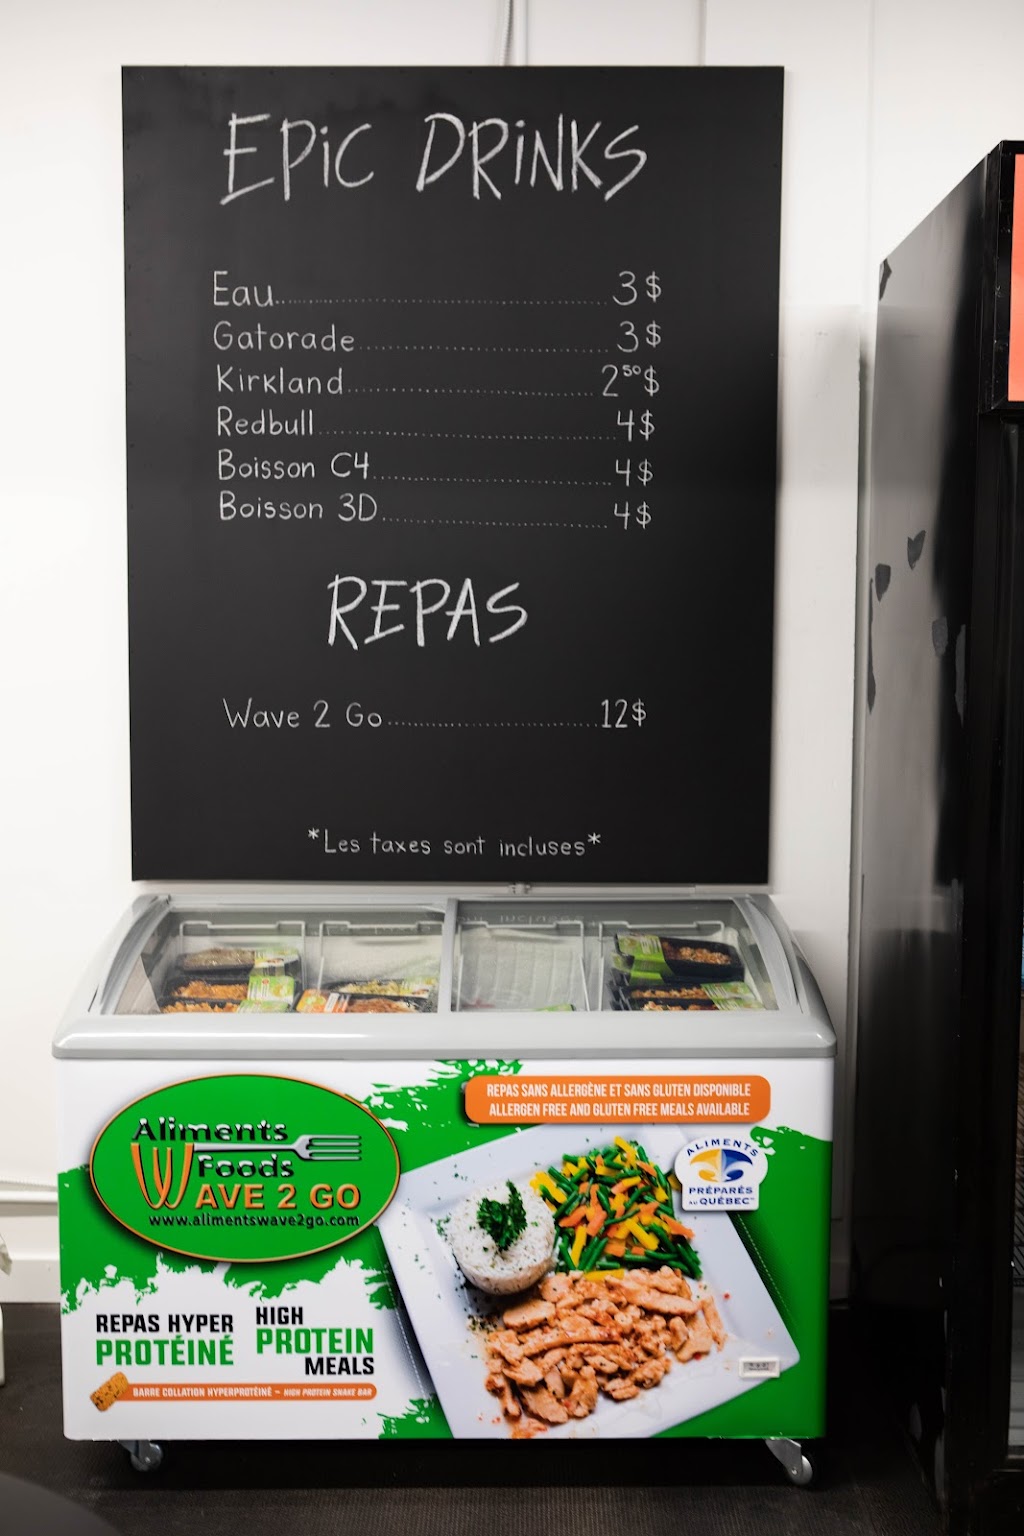 EPiC DRiNKS
Eau 3$
Gatorade 3$
Kirkland 2⁵⁰$
Redbull 4$
Boisson C4 4$
Boisson 3D 4$
REPAS
Wave 2 Go 12$
*Les taxes sont incluses*
REPAS SANS ALLERGÈNE ET SANS GLUTEN DISPONIBLE
ALLERGEN FREE AND GLUTEN FREE MEALS AVAILABLE
Aliments
Foods
WAVE 2 GO
www.alimentswave2go.com
ALIMENTS
PRÉPARÉS
AU QUÉBEC
REPAS HYPER
PROTÉINÉ
HIGH
PROTEIN
MEALS
BARRE COLLATION HYPERPROTÉINÉ – HIGH PROTEIN SNAKE BAR